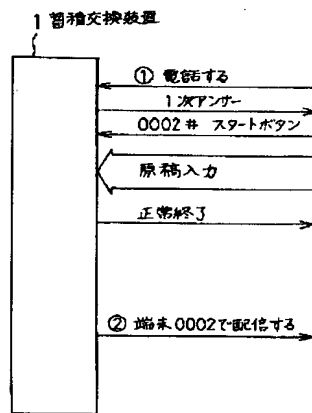 1 蓄積交換装置
① 電話する
1次アンサー
0002# スタートボタン
原稿入力
正常終了
② 端末0002で配信する